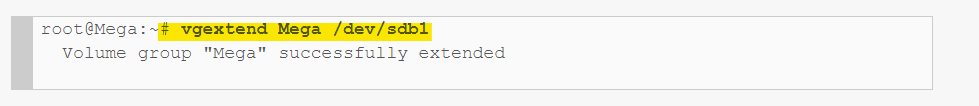 root@Mega:~# vgextend Mega /dev/sdb1
Volume group "Mega" successfully extended